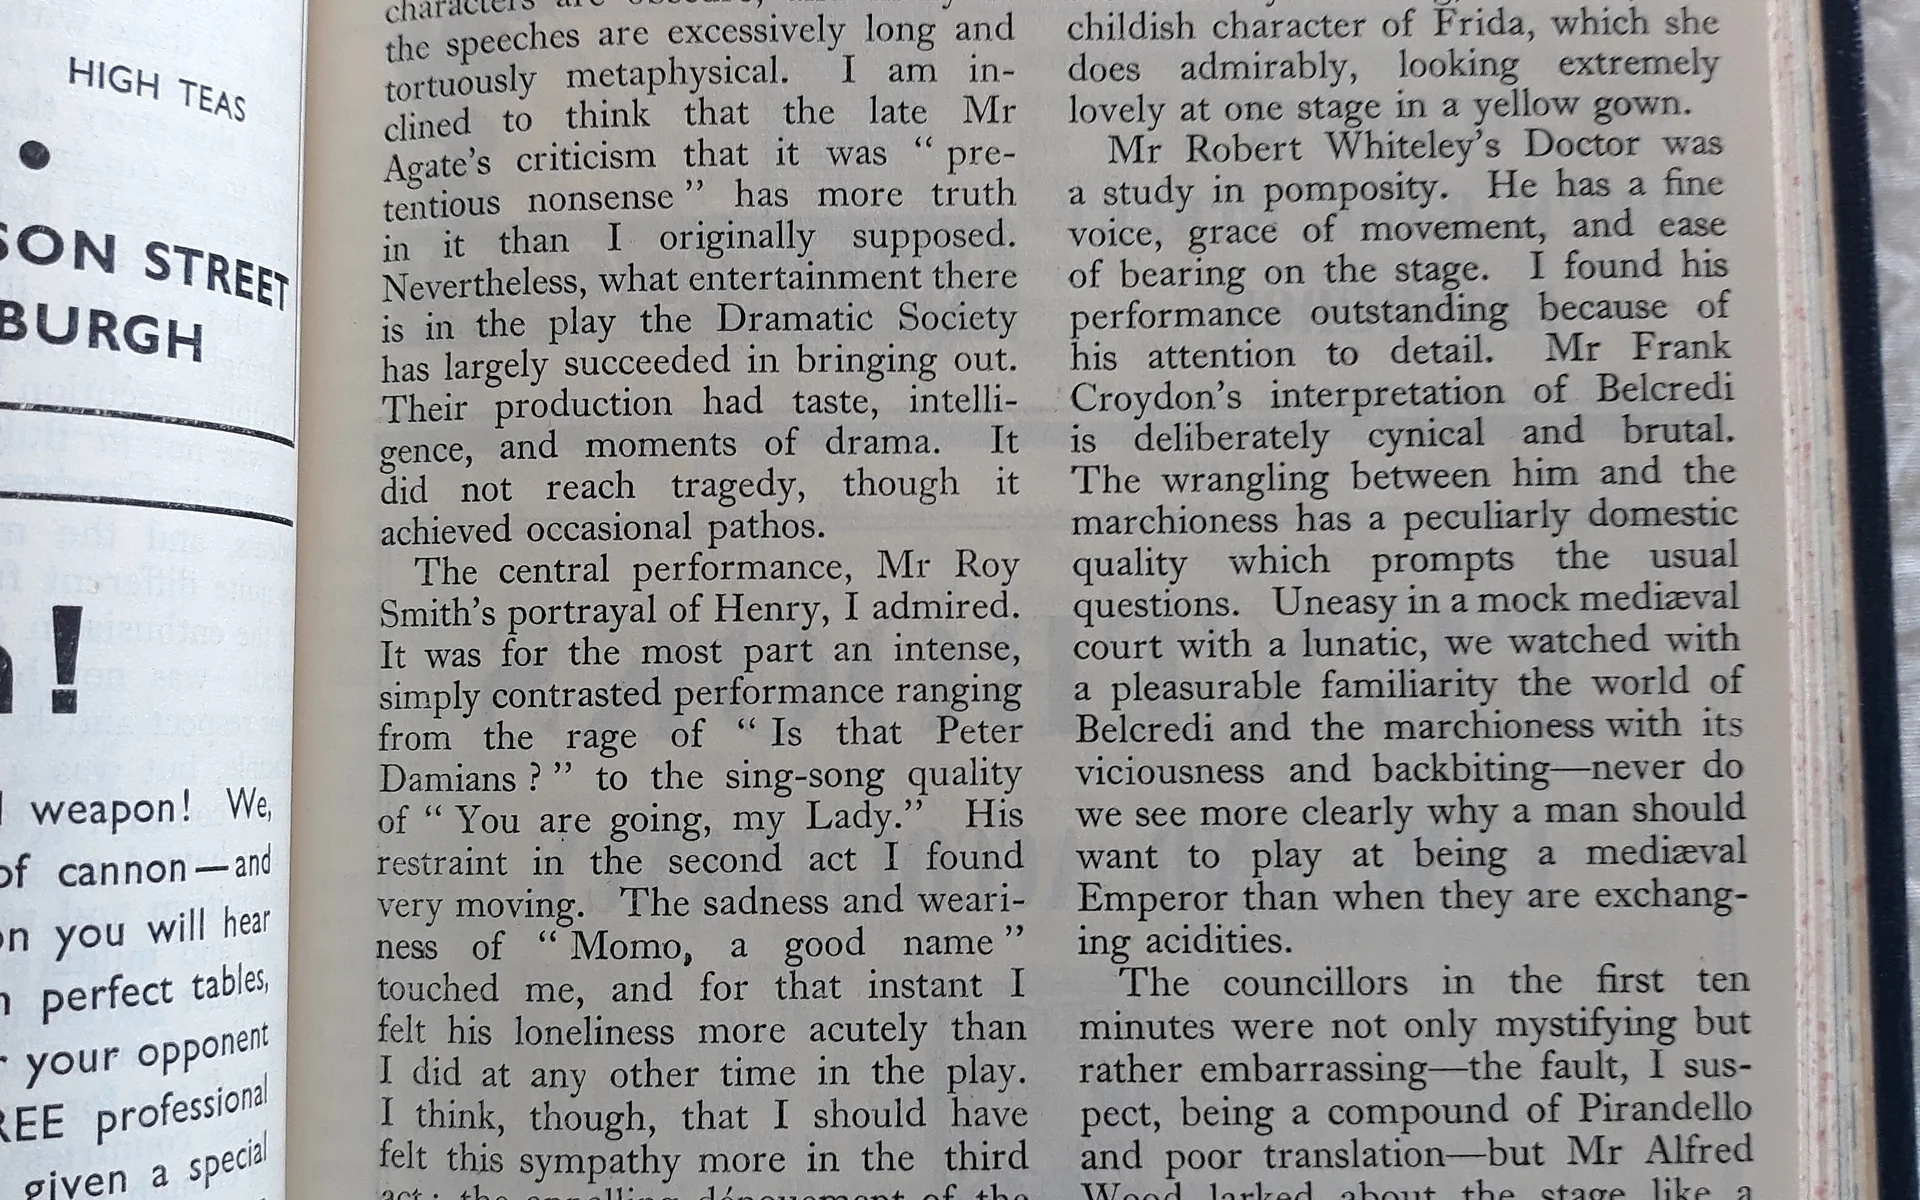 HIGH TEAS
•
SON STREET
BURGH
!
weapon! We,
of cannon—and
on you will hear
perfect tables,
your opponent
REE professional
given a special
the speeches are excessively long and
tortuously metaphysical. I am in-
clined to think that the late Mr
Agate's criticism that it was “ pre-
tentious nonsense ” has more truth
in it than I originally supposed.
Nevertheless, what entertainment there
is in the play the Dramatic Society
has largely succeeded in bringing out.
Their production had taste, intelli-
gence, and moments of drama. It
did not reach tragedy, though it
achieved occasional pathos.
The central performance, Mr Roy
Smith's portrayal of Henry, I admired.
It was for the most part an intense,
simply contrasted performance ranging
from the rage of “ Is that Peter
Damians ? ” to the sing-song quality
of “ You are going, my Lady.” His
restraint in the second act I found
very moving. The sadness and weari-
ness of “ Momo, a good name ”
touched me, and for that instant I
felt his loneliness more acutely than
I did at any other time in the play.
I think, though, that I should have
felt this sympathy more in the third
act: the appalling dénouement of the
childish character of Frida, which she
does admirably, looking extremely
lovely at one stage in a yellow gown.
Mr Robert Whiteley's Doctor was
a study in pomposity. He has a fine
voice, grace of movement, and ease
of bearing on the stage. I found his
performance outstanding because of
his attention to detail. Mr Frank
Croydon's interpretation of Belcredi
is deliberately cynical and brutal.
The wrangling between him and the
marchioness has a peculiarly domestic
quality which prompts the usual
questions. Uneasy in a mock mediæval
court with a lunatic, we watched with
a pleasurable familiarity the world of
Belcredi and the marchioness with its
viciousness and backbiting—never do
we see more clearly why a man should
want to play at being a mediæval
Emperor than when they are exchang-
ing acidities.
The councillors in the first ten
minutes were not only mystifying but
rather embarrassing—the fault, I sus-
pect, being a compound of Pirandello
and poor translation—but Mr Alfred
Wood larked about the stage like a